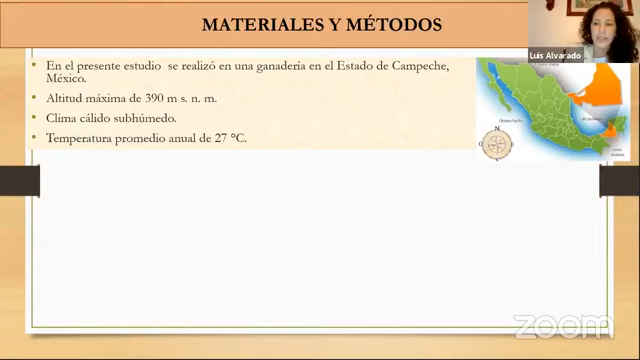 MATERIALES Y MÉTODOS
Luis Alvarado
• En el presente estudio se realizó en una ganadería en el Estado de Campeche,
México.
• Altitud máxima de 390 m s. n. m.
• Clima cálido subhúmedo.
• Temperatura promedio anual de 27 °C.
N
O
E
S
zoom